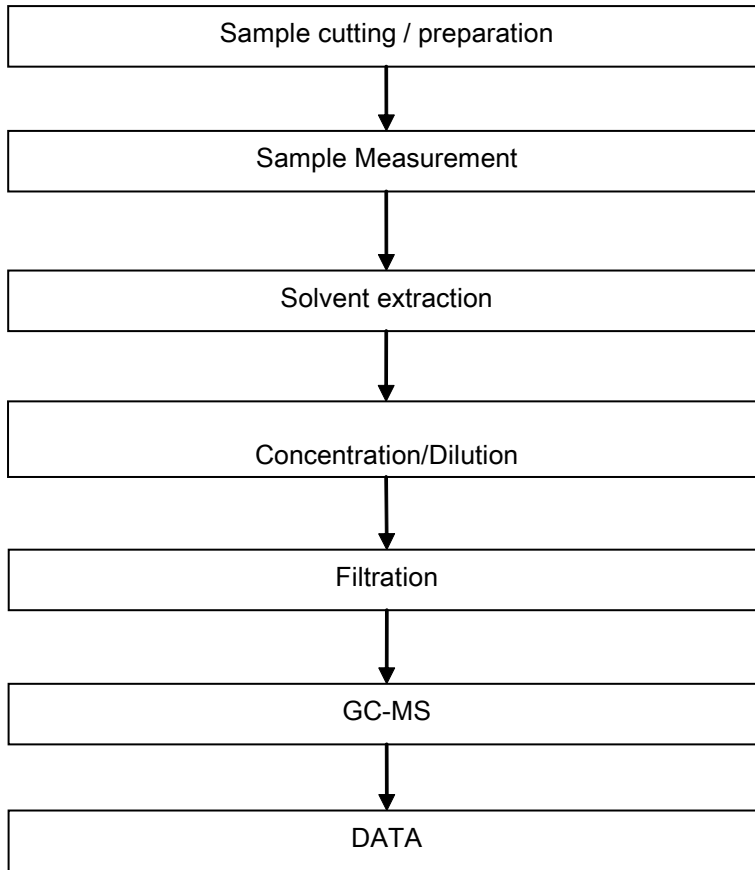 Sample cutting / preparation
Sample Measurement
Solvent extraction
Concentration/Dilution
Filtration
GC-MS
DATA